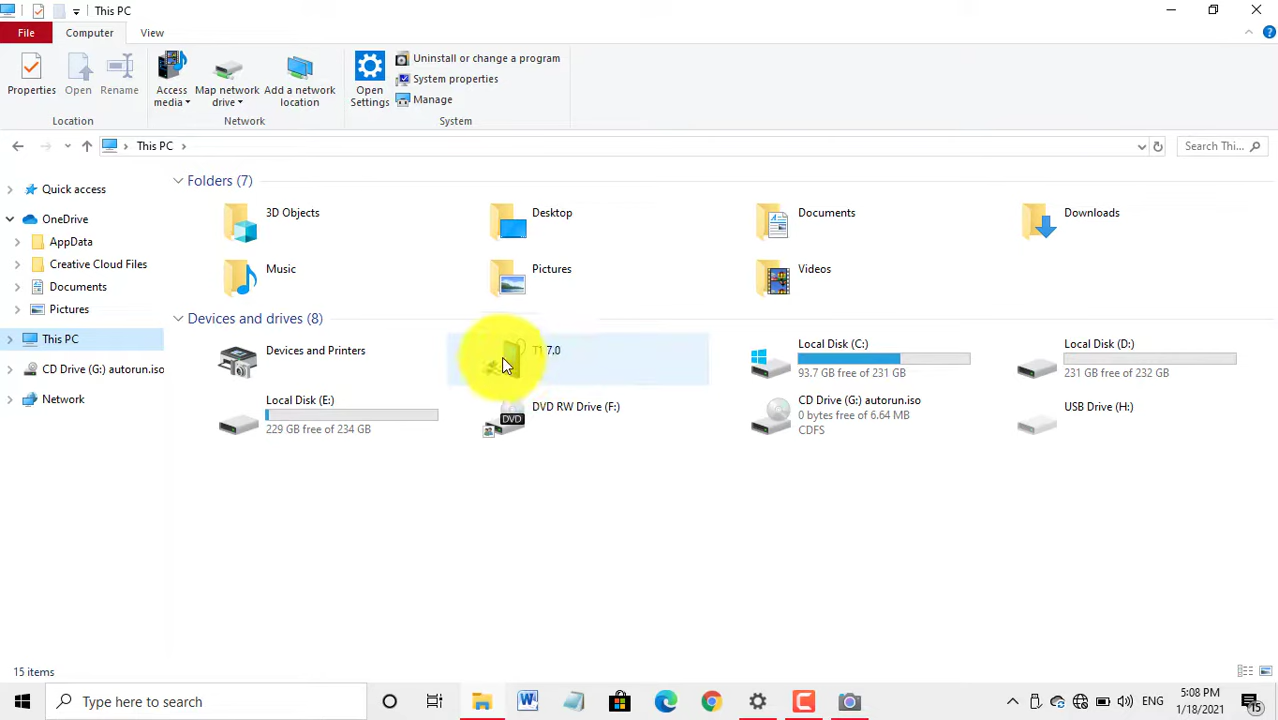 This PC
File Computer View
Properties Open Rename Access media Map network drive Add a network location Open Settings Uninstall or change a program
System properties
Manage
Location Network System
This PC Search Thi...
Quick access
OneDrive
AppData
Creative Cloud Files
Documents
Pictures
This PC
CD Drive (G:) autorun.iso
Network
Folders (7)
3D Objects Desktop Documents Downloads
Music Pictures Videos
Devices and drives (8)
Devices and Printers
T1 7.0
Local Disk (C:)
93.7 GB free of 231 GB
Local Disk (D:)
231 GB free of 232 GB
Local Disk (E:)
229 GB free of 234 GB
DVD RW Drive (F:)
DVD
CD Drive (G:) autorun.iso
0 bytes free of 6.64 MB
CDFS
USB Drive (H:)
15 items
Type here to search
ENG
5:08 PM
1/18/2021
15